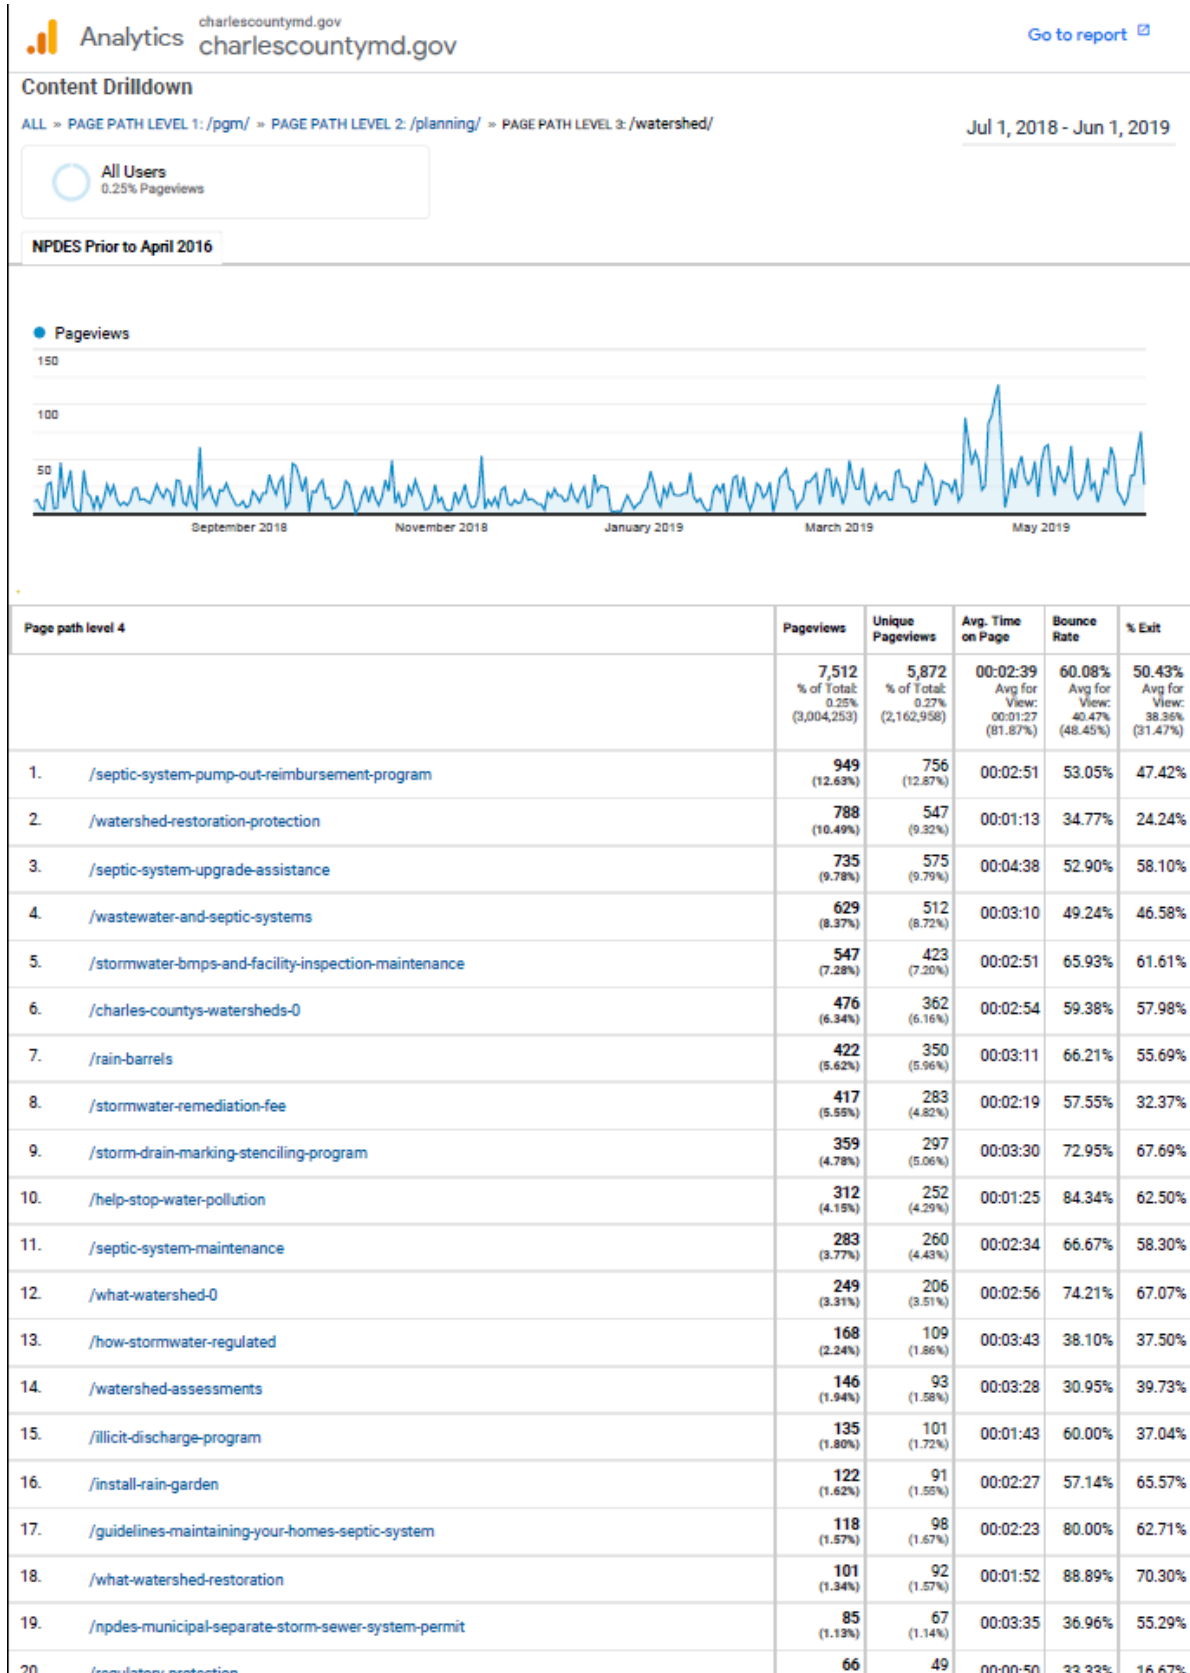 charlescountymd.gov
Analytics charlescountymd.gov
Go to report
Content Drilldown
ALL » PAGE PATH LEVEL 1: /pgm/ » PAGE PATH LEVEL 2: /planning/ » PAGE PATH LEVEL 3: /watershed/
Jul 1, 2018 - Jun 1, 2019
All Users
0.25% Pageviews
NPDES Prior to April 2016
Pageviews
150
100
50
September 2018 November 2018 January 2019 March 2019 May 2019
Page path level 4 Pageviews Unique Pageviews Avg. Time on Page Bounce Rate % Exit
7,512 5,872 00:02:39 60.08% 50.43%
% of Total: 0.25% (3,004,253) % of Total: 0.27% (2,162,958) Avg for View: 00:01:27 (81.87%) Avg for View: 40.47% (48.45%) Avg for View: 38.36% (31.47%)
1. /septic-system-pump-out-reimbursement-program 949 (12.63%) 756 (12.87%) 00:02:51 53.05% 47.42%
2. /watershed-restoration-protection 788 (10.49%) 547 (9.32%) 00:01:13 34.77% 24.24%
3. /septic-system-upgrade-assistance 735 (9.78%) 575 (9.79%) 00:04:38 52.90% 58.10%
4. /wastewater-and-septic-systems 629 (8.37%) 512 (8.72%) 00:03:10 49.24% 46.58%
5. /stormwater-bmps-and-facility-inspection-maintenance 547 (7.28%) 423 (7.20%) 00:02:51 65.93% 61.61%
6. /charles-countys-watersheds-0 476 (6.34%) 362 (6.16%) 00:02:54 59.38% 57.98%
7. /rain-barrels 422 (5.62%) 350 (5.96%) 00:03:11 66.21% 55.69%
8. /stormwater-remediation-fee 417 (5.55%) 283 (4.82%) 00:02:19 57.55% 32.37%
9. /storm-drain-marking-stenciling-program 359 (4.78%) 297 (5.06%) 00:03:30 72.95% 67.69%
10. /help-stop-water-pollution 312 (4.15%) 252 (4.29%) 00:01:25 84.34% 62.50%
11. /septic-system-maintenance 283 (3.77%) 260 (4.43%) 00:02:34 66.67% 58.30%
12. /what-watershed-0 249 (3.31%) 206 (3.51%) 00:02:56 74.21% 67.07%
13. /how-stormwater-regulated 168 (2.24%) 109 (1.86%) 00:03:43 38.10% 37.50%
14. /watershed-assessments 146 (1.94%) 93 (1.58%) 00:03:28 30.95% 39.73%
15. /illicit-discharge-program 135 (1.80%) 101 (1.72%) 00:01:43 60.00% 37.04%
16. /install-rain-garden 122 (1.62%) 91 (1.55%) 00:02:27 57.14% 65.57%
17. /guidelines-maintaining-your-homes-septic-system 118 (1.57%) 98 (1.67%) 00:02:23 80.00% 62.71%
18. /what-watershed-restoration 101 (1.34%) 92 (1.57%) 00:01:52 88.89% 70.30%
19. /npdes-municipal-separate-storm-sewer-system-permit 85 (1.13%) 67 (1.14%) 00:03:35 36.96% 55.29%
20. /regulatory-protection 66 49 00:00:50 33.33% 16.67%